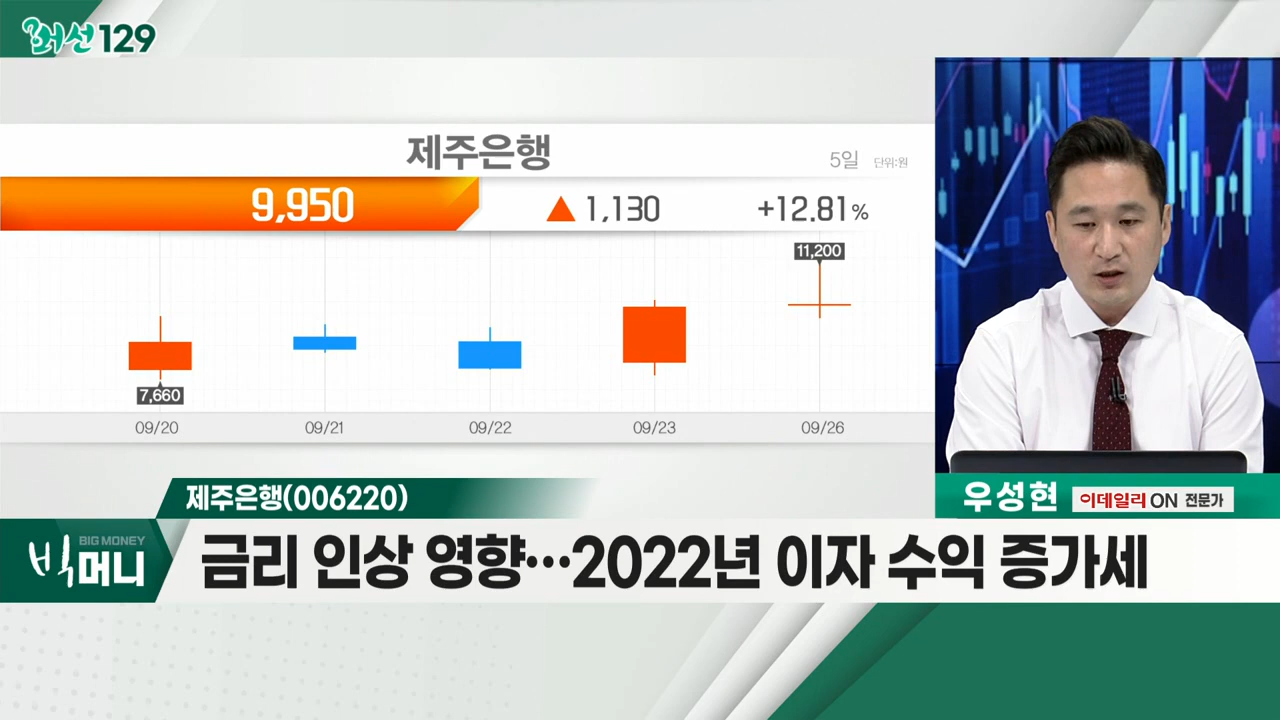 희선129
제주은행
5일 단위:원
9,950 ▲ 1,130 +12.81%
11,200
7,660
09/20 09/21 09/22 09/23 09/26
제주은행(006220)
우성현 이데일리ON 전문가
BIG MONEY
빅머니
금리 인상 영향…2022년 이자 수익 증가세